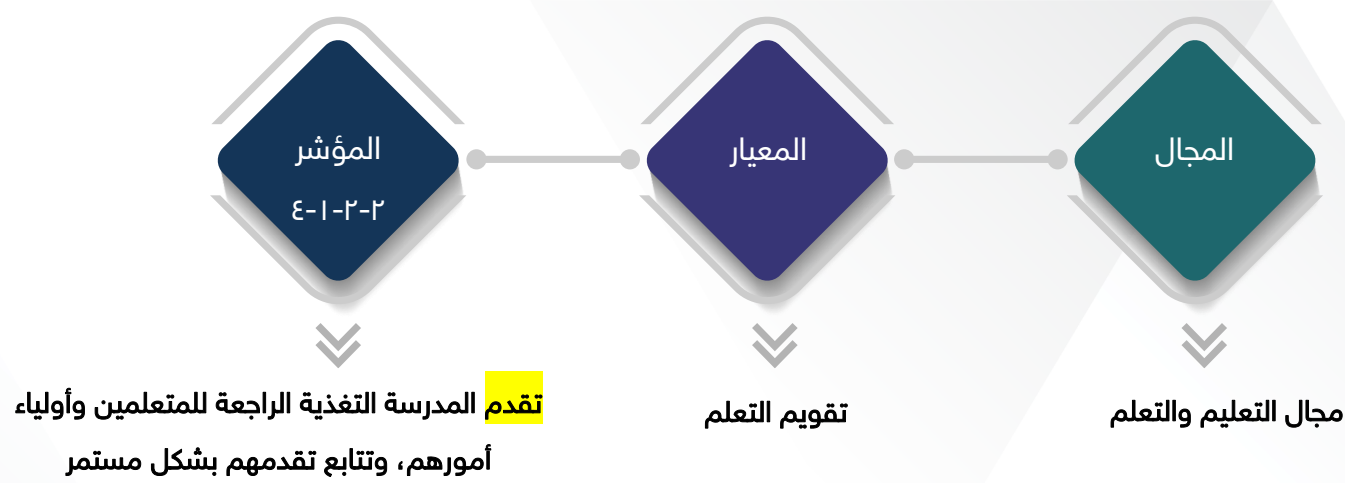 المجال
المعيار
المؤشر
٢-٢-١-٤
مجال التعليم والتعلم
تقويم التعلم
تقدم المدرسة التغذية الراجعة للمتعلمين وأولياء
أمورهم، وتتابع تقدمهم بشكل مستمر